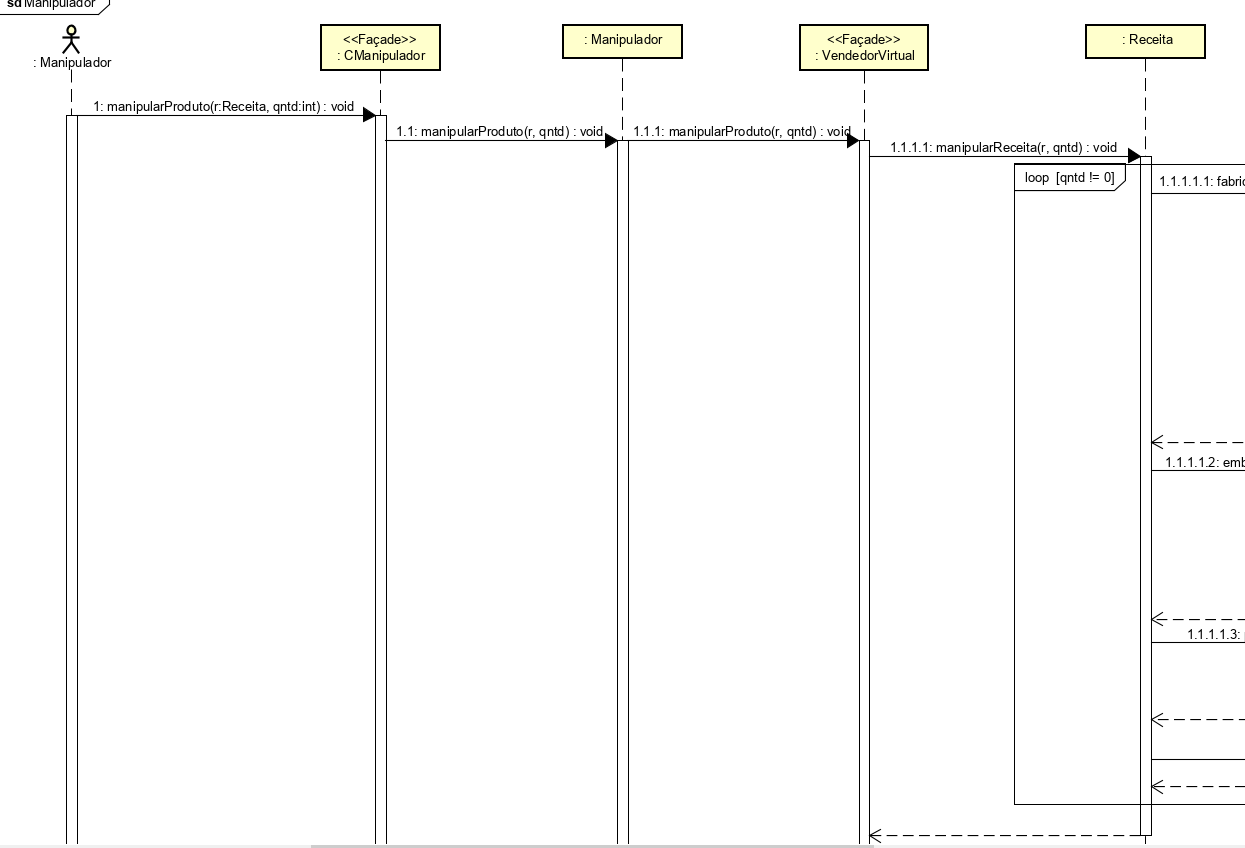 sd Manipulador
: Manipulador
<<Façade>>
: CManipulador
: Manipulador
<<Façade>>
: VendedorVirtual
: Receita
1: manipularProduto(r:Receita, qntd:int) : void
1.1: manipularProduto(r, qntd) : void
1.1.1: manipularProduto(r, qntd) : void
1.1.1.1: manipularReceita(r, qntd) : void
loop [qntd != 0]
1.1.1.1.1: fabric
1.1.1.1.2: emb
1.1.1.1.3: